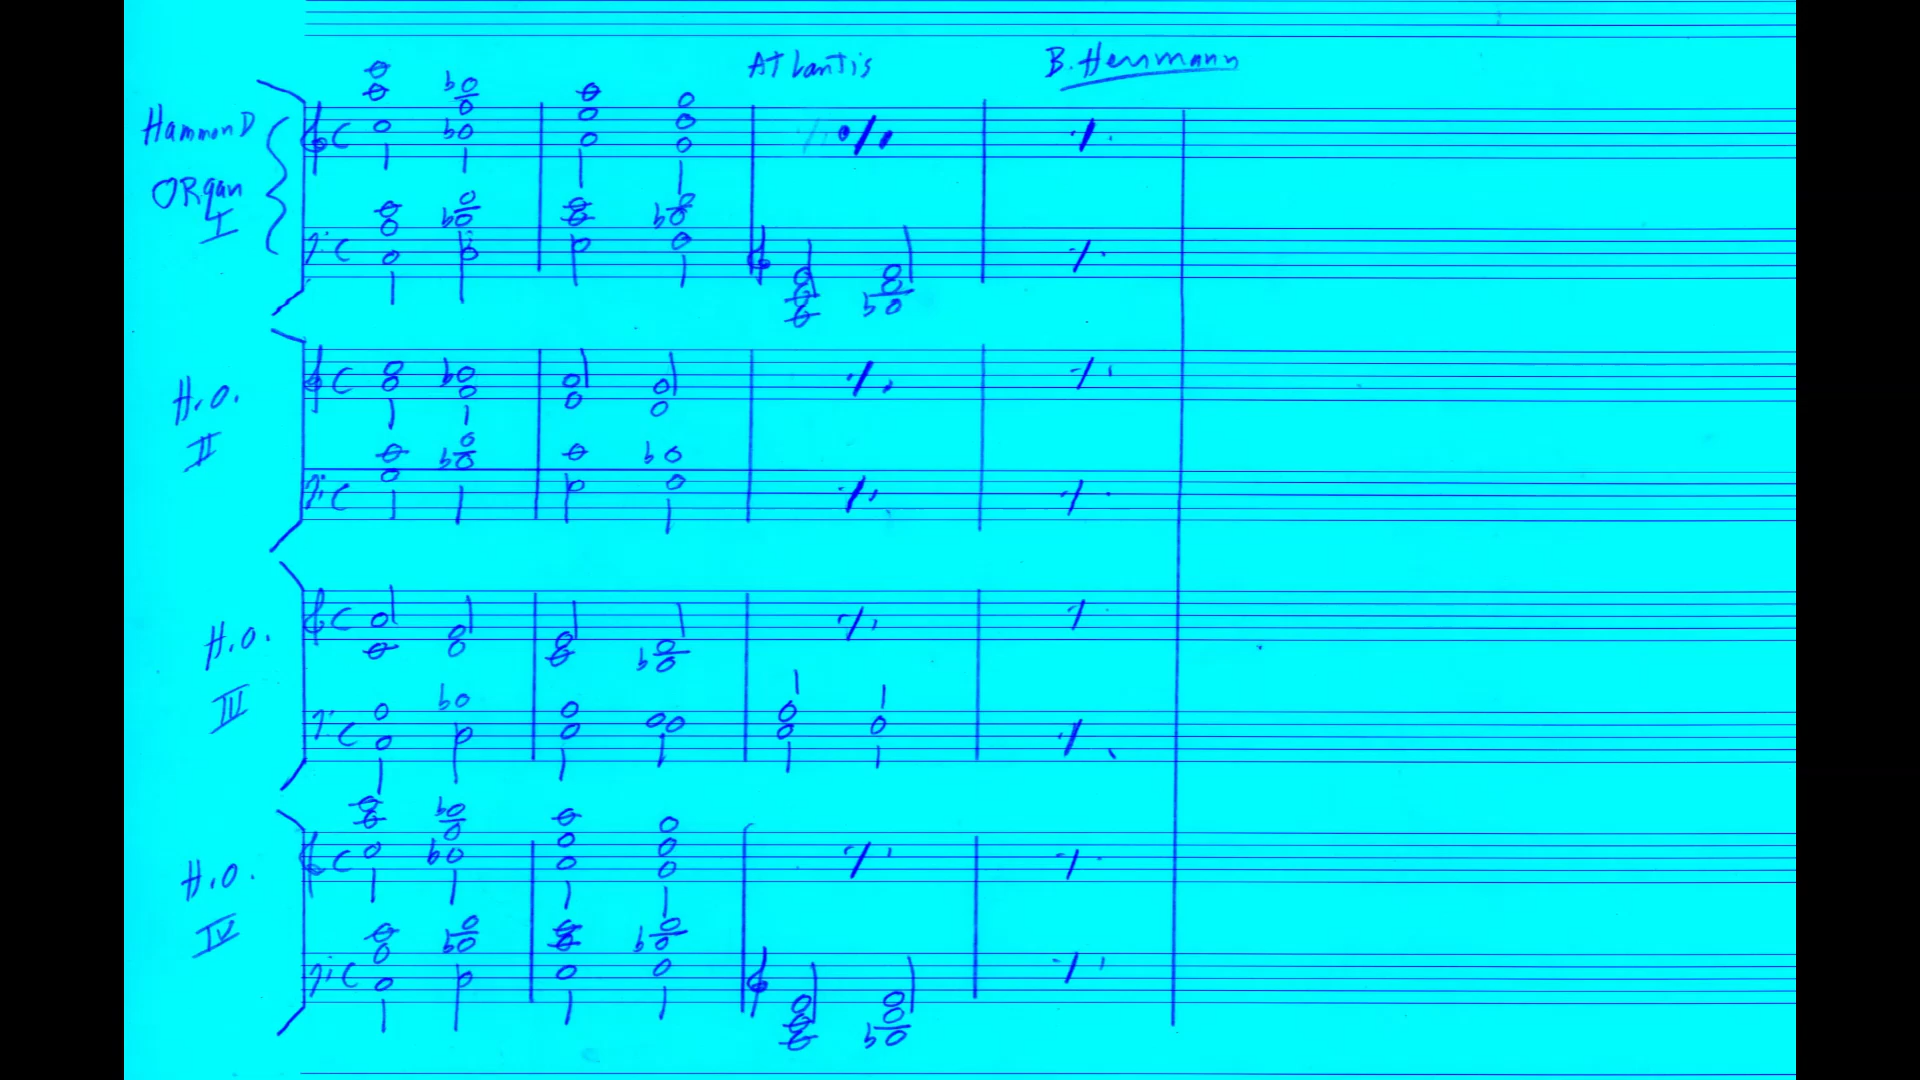 Atlantis
B. Herrmann
HammonD
ORgan
I
H.O.
II
H.O.
III
H.O.
IV